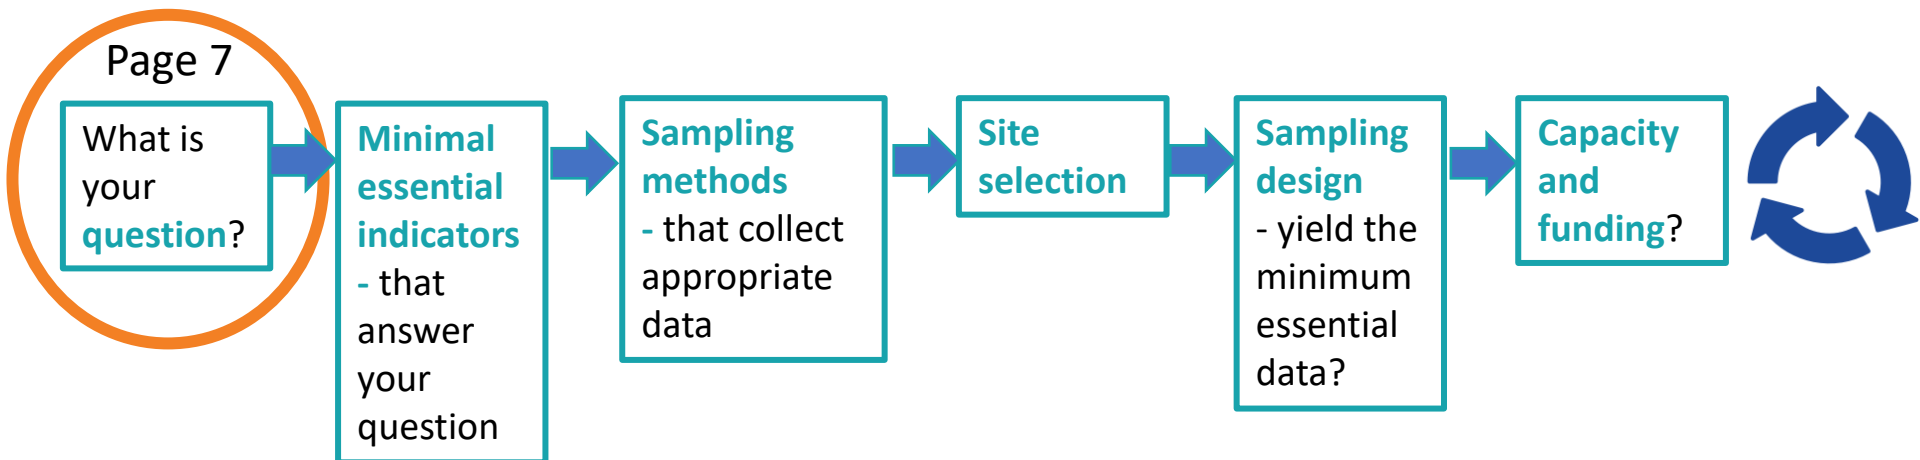 Page 7
What is
your
question?
Minimal
essential
indicators
- that
answer
your
question
Sampling
methods
- that collect
appropriate
data
Site
selection
Sampling
design
- yield the
minimum
essential
data?
Capacity
and
funding?